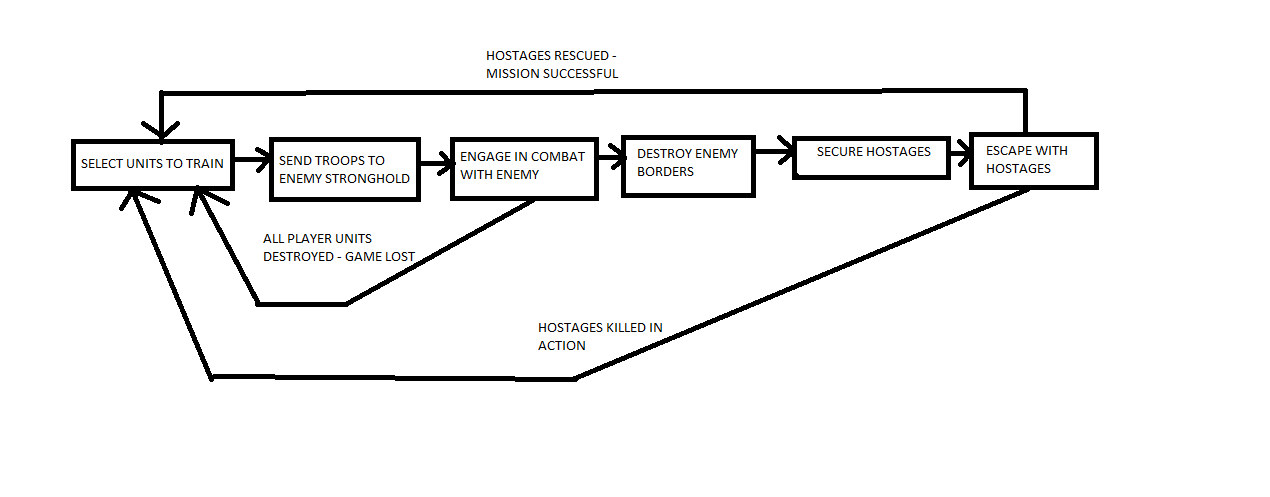 HOSTAGES RESCUED -
MISSION SUCCESSFUL
SELECT UNITS TO TRAIN
SEND TROOPS TO
ENEMY STRONGHOLD
ENGAGE IN COMBAT
WITH ENEMY
DESTROY ENEMY
BORDERS
SECURE HOSTAGES
ESCAPE WITH
HOSTAGES
ALL PLAYER UNITS
DESTROYED - GAME LOST
HOSTAGES KILLED IN
ACTION